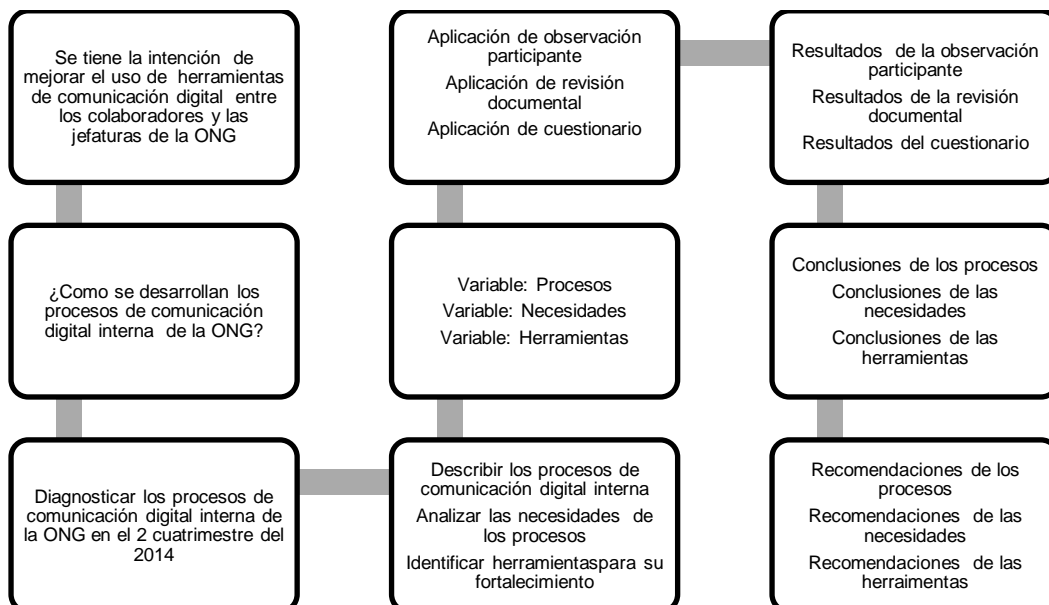 Se tiene la intención de
mejorar el uso de herramientas
de comunicación digital entre
los colaboradores y las
jefaturas de la ONG
¿Como se desarrollan los
procesos de comunicación
digital interna de la ONG?
Diagnosticar los procesos de
comunicación digital interna de
la ONG en el 2 cuatrimestre del
2014
Describir los procesos de
comunicación digital interna
Analizar las necesidades de
los procesos
Identificar herramientaspara su
fortalecimiento
Variable: Procesos
Variable: Necesidades
Variable: Herramientas
Aplicación de observación
participante
Aplicación de revisión
documental
Aplicación de cuestionario
Resultados de la observación
participante
Resultados de la revisión
documental
Resultados del cuestionario
Conclusiones de los procesos
Conclusiones de las
necesidades
Conclusiones de las
herramientas
Recomendaciones de los
procesos
Recomendaciones de las
necesidades
Recomendaciones de las
herraimentas